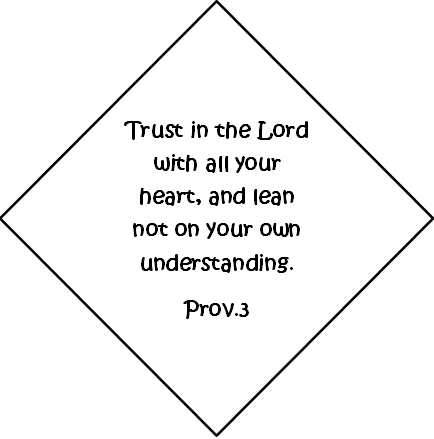 Trust in the Lord
with all your
heart, and lean
not on your own
understanding.
Prov.3